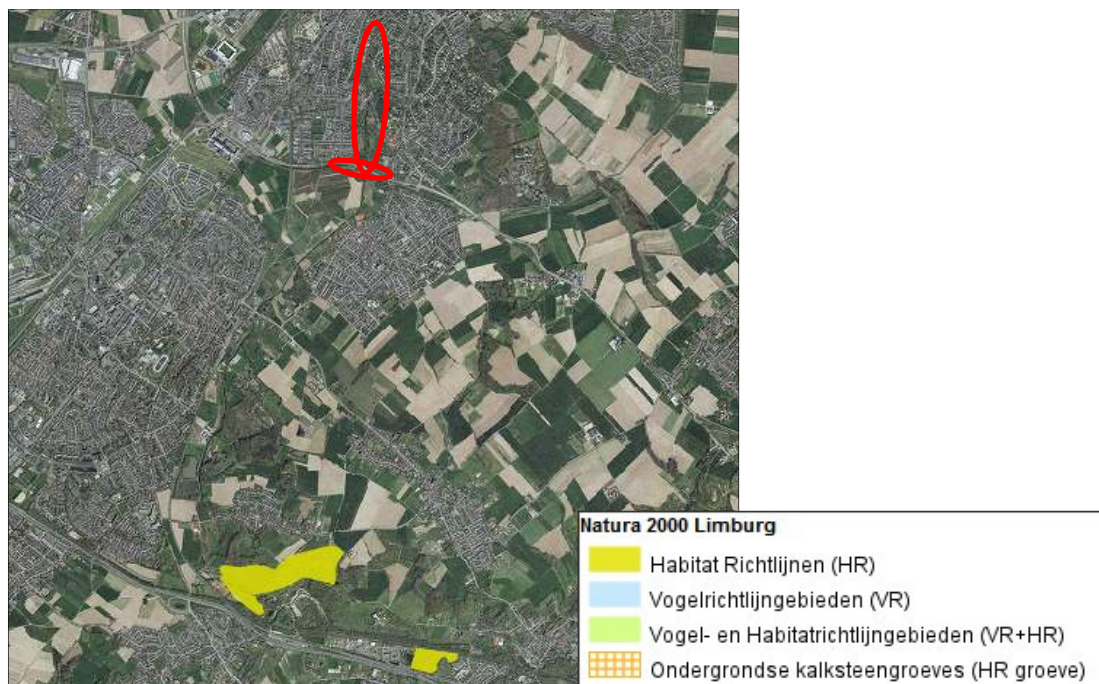 Natura 2000 Limburg
Habitat Richtlijnen (HR)
Vogelrichtlijngebieden (VR)
Vogel- en Habitatrichtlijngebieden (VR+HR)
Ondergrondse kalksteengroeves (HR groeve)